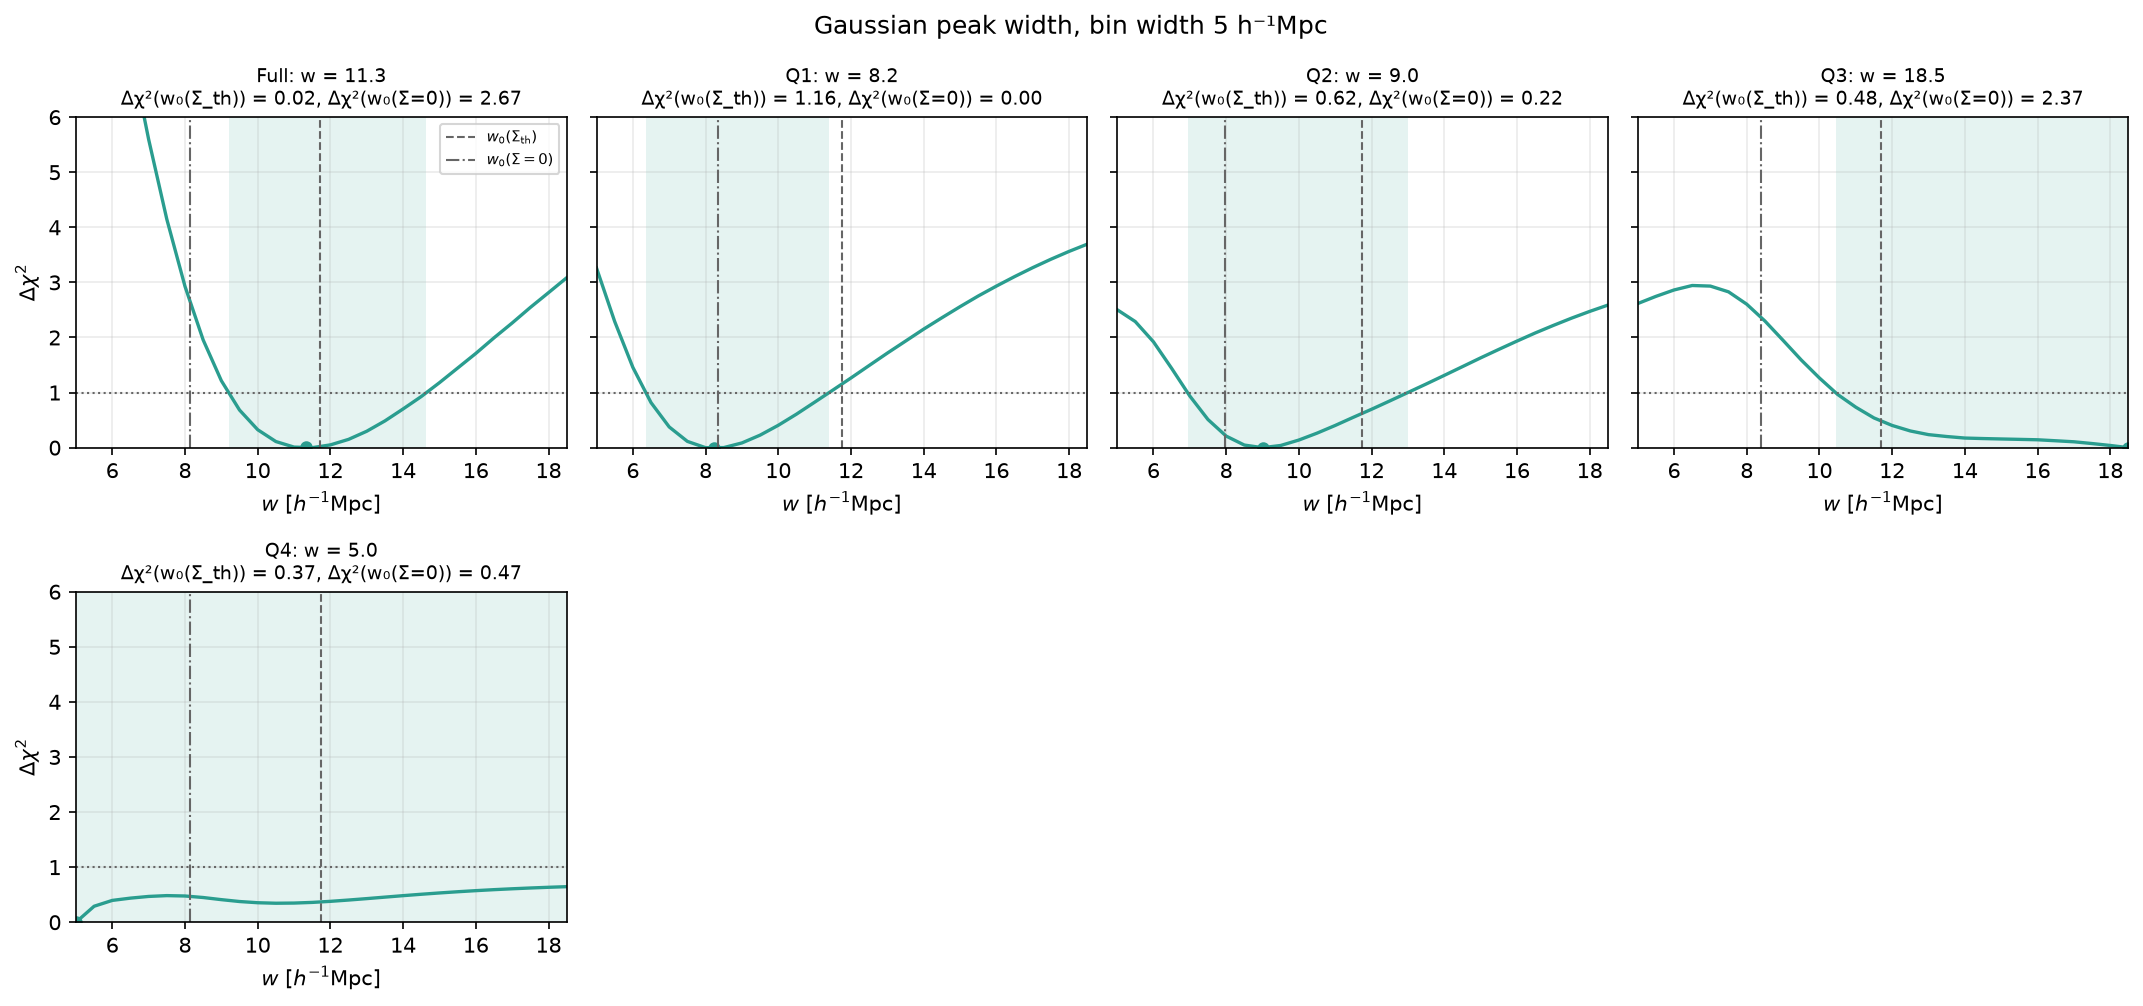 Gaussian peak width, bin width 5 h⁻¹Mpc
Full: w = 11.3
Δχ²(w₀(Σ_th)) = 0.02, Δχ²(w₀(Σ=0)) = 2.67
Q1: w = 8.2
Δχ²(w₀(Σ_th)) = 1.16, Δχ²(w₀(Σ=0)) = 0.00
Q2: w = 9.0
Δχ²(w₀(Σ_th)) = 0.62, Δχ²(w₀(Σ=0)) = 0.22
Q3: w = 18.5
Δχ²(w₀(Σ_th)) = 0.48, Δχ²(w₀(Σ=0)) = 2.37
w₀(Σth)
w₀(Σ = 0)
6
5
4
3
2
1
0
Δχ²
6 8 10 12 14 16 18
w [h⁻¹Mpc]
6 8 10 12 14 16 18
w [h⁻¹Mpc]
6 8 10 12 14 16 18
w [h⁻¹Mpc]
6 8 10 12 14 16 18
w [h⁻¹Mpc]
Q4: w = 5.0
Δχ²(w₀(Σ_th)) = 0.37, Δχ²(w₀(Σ=0)) = 0.47
6
5
4
3
2
1
0
Δχ²
6 8 10 12 14 16 18
w [h⁻¹Mpc]